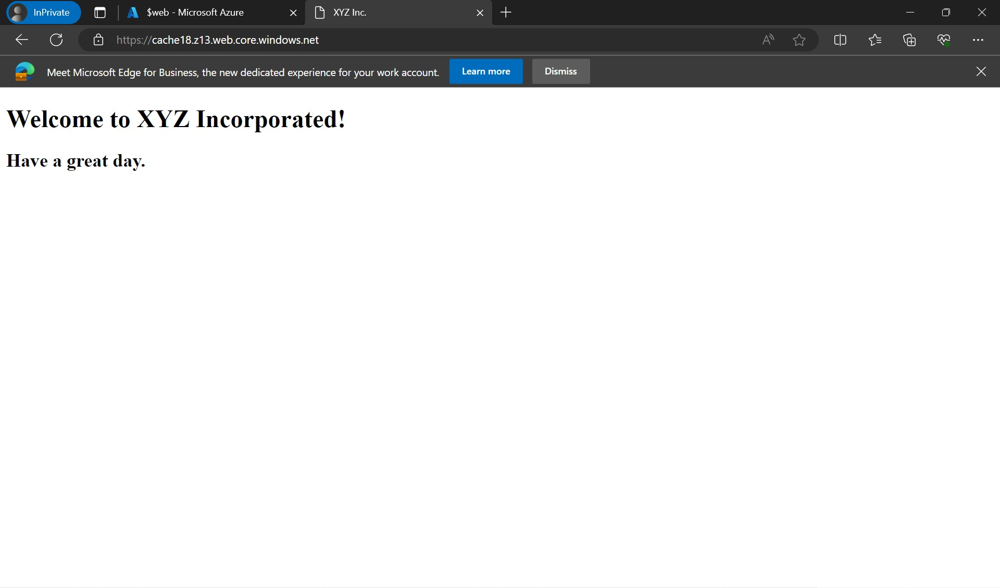 InPrivate
$web - Microsoft Azure
XYZ Inc.
https://cache18.z13.web.core.windows.net
Meet Microsoft Edge for Business, the new dedicated experience for your work account.
Learn more
Dismiss
Welcome to XYZ Incorporated!
Have a great day.